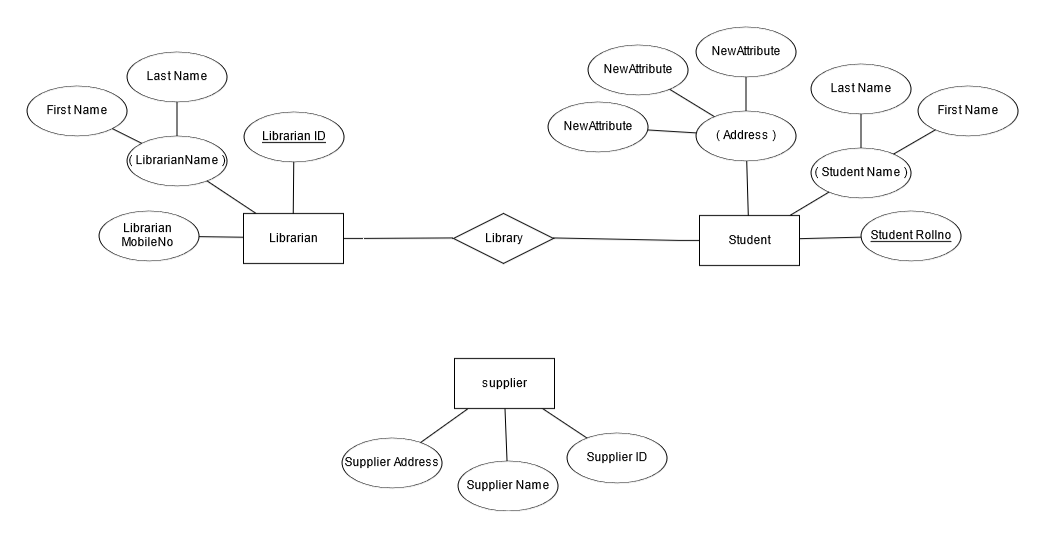 NewAttribute
NewAttribute
Last Name
Last Name
First Name
First Name
NewAttribute
Librarian ID
( Address )
( LibrarianName )
( Student Name )
Librarian
MobileNo
Librarian
Library
Student
Student Rollno
supplier
Supplier Address
Supplier Name
Supplier ID